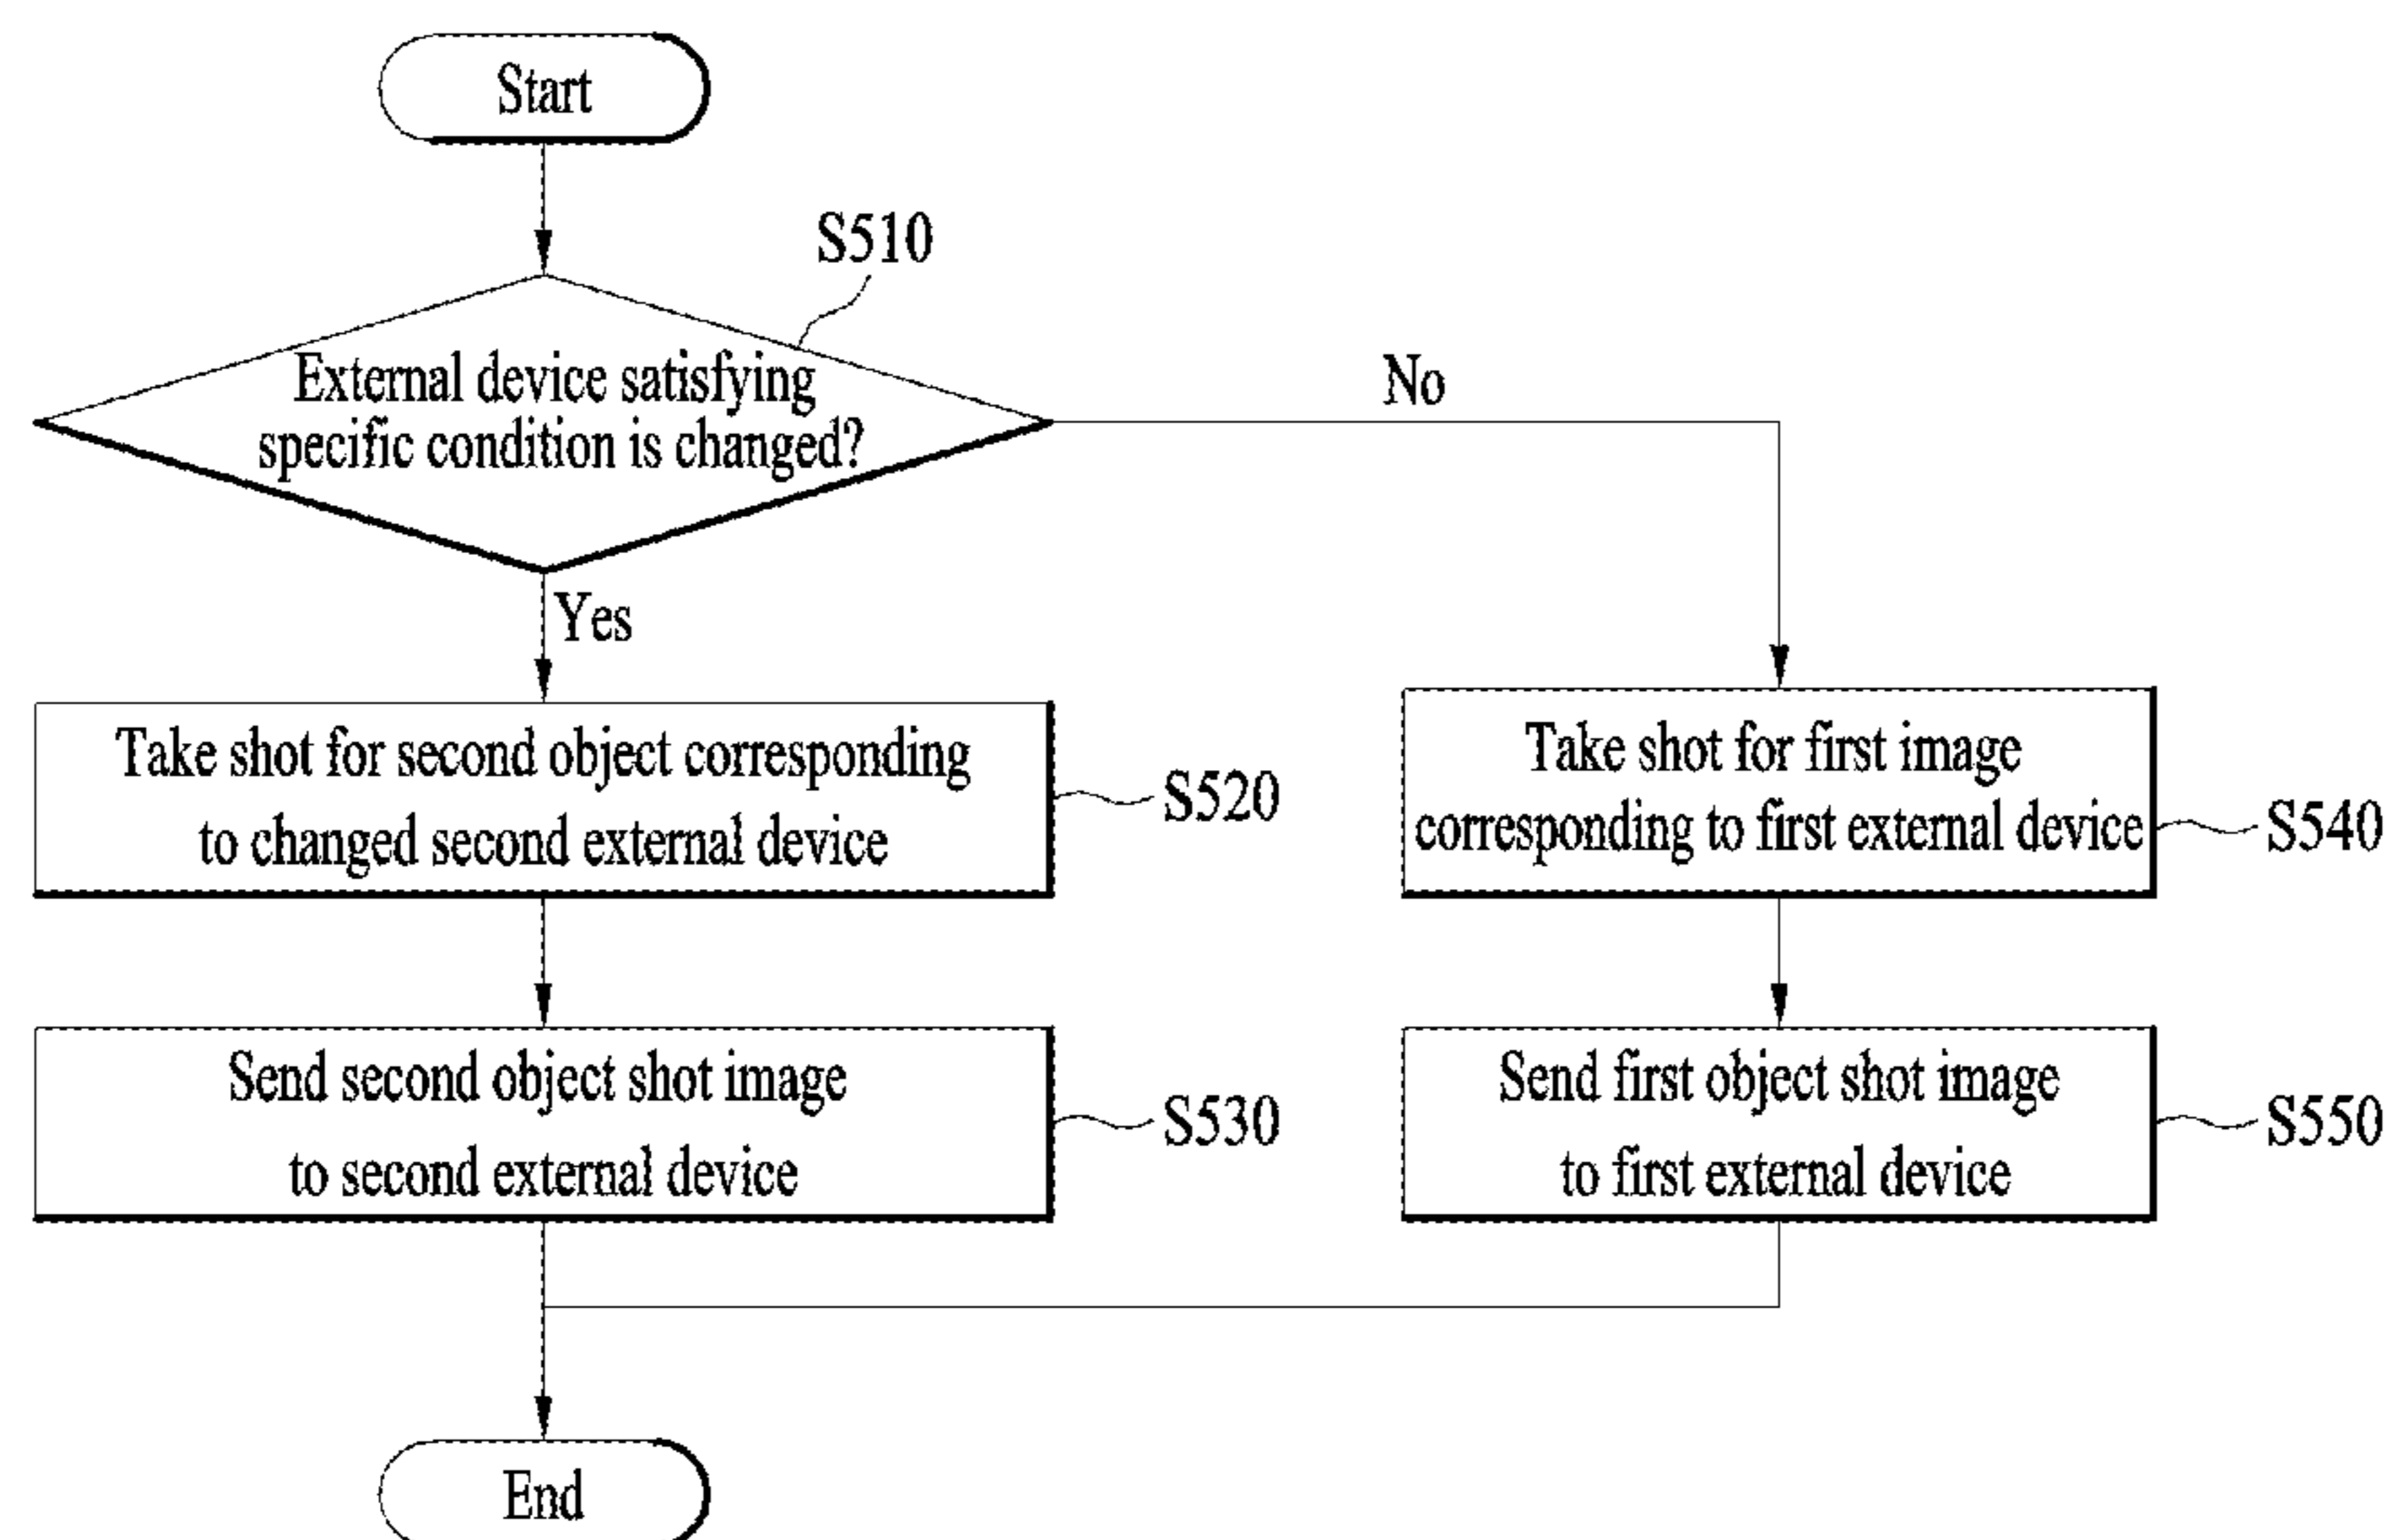 Start
S510
External device satisfying
specific condition is changed?
No
Yes
Take shot for second object corresponding
to changed second external device
S520
Take shot for first image
corresponding to first external device
S540
Send second object shot image
to second external device
S530
Send first object shot image
to first external device
S550
End